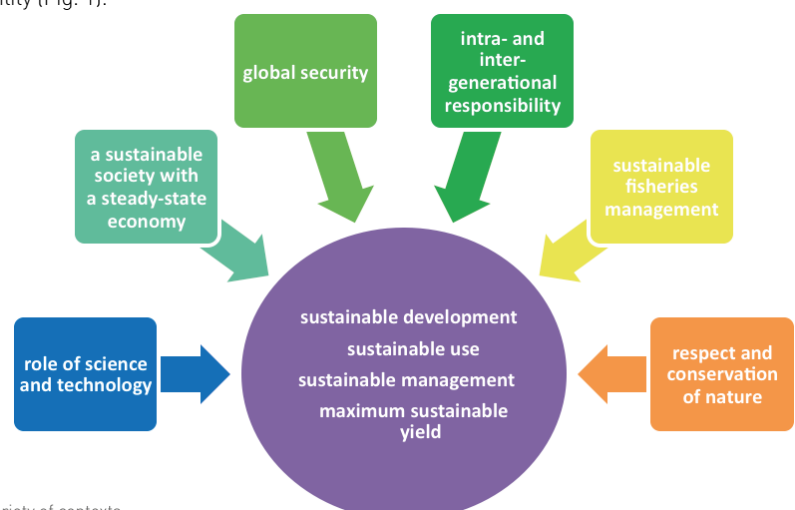 global security
intra- and
inter-
generational
responsibility
a sustainable
society with
a steady-state
economy
sustainable
fisheries
management
role of science
and technology
sustainable development
sustainable use
sustainable management
maximum sustainable
yield
respect and
conservation
of nature